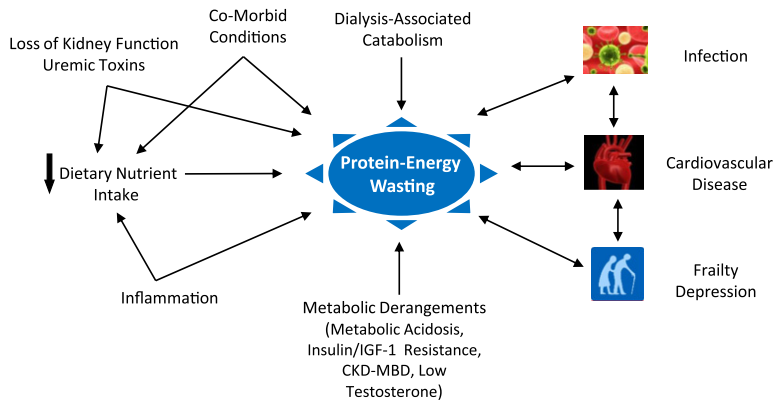 Loss of Kidney Function
Uremic Toxins
Co-Morbid
Conditions
Dialysis-Associated
Catabolism
Infection
Protein-Energy
Wasting
Dietary Nutrient
Intake
Cardiovascular
Disease
Inflammation
Frailty
Depression
Metabolic Derangements
(Metabolic Acidosis,
Insulin/IGF-1 Resistance,
CKD-MBD, Low
Testosterone)